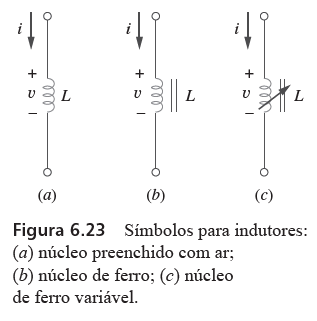 i i i
+ + +
v L v L v L
– – –
(a) (b) (c)
Figura 6.23 Símbolos para indutores:
(a) núcleo preenchido com ar;
(b) núcleo de ferro; (c) núcleo
de ferro variável.